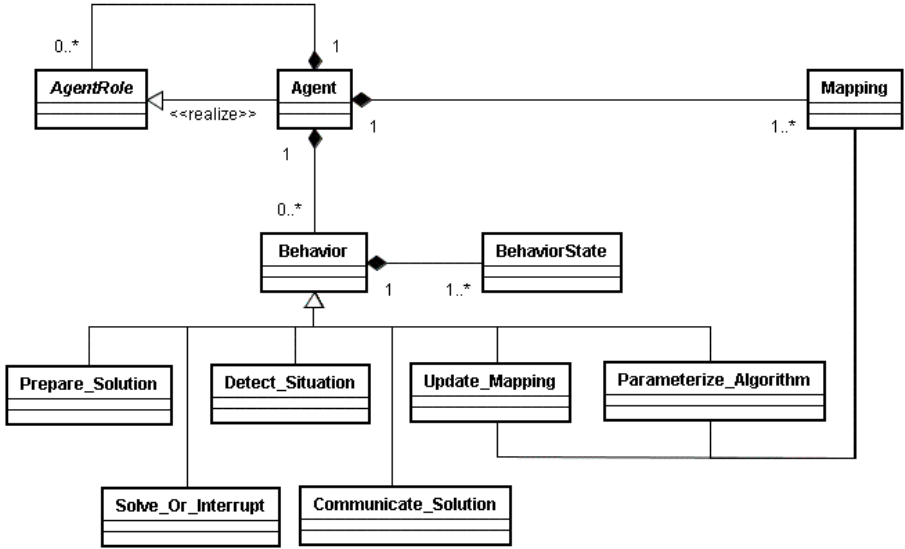 0..*
1
AgentRole
Agent
Mapping
<<realize>>
1
1..*
1
0..*
Behavior
BehaviorState
1
1..*
Prepare_Solution
Detect_Situation
Update_Mapping
Parameterize_Algorithm
Solve_Or_Interrupt
Communicate_Solution